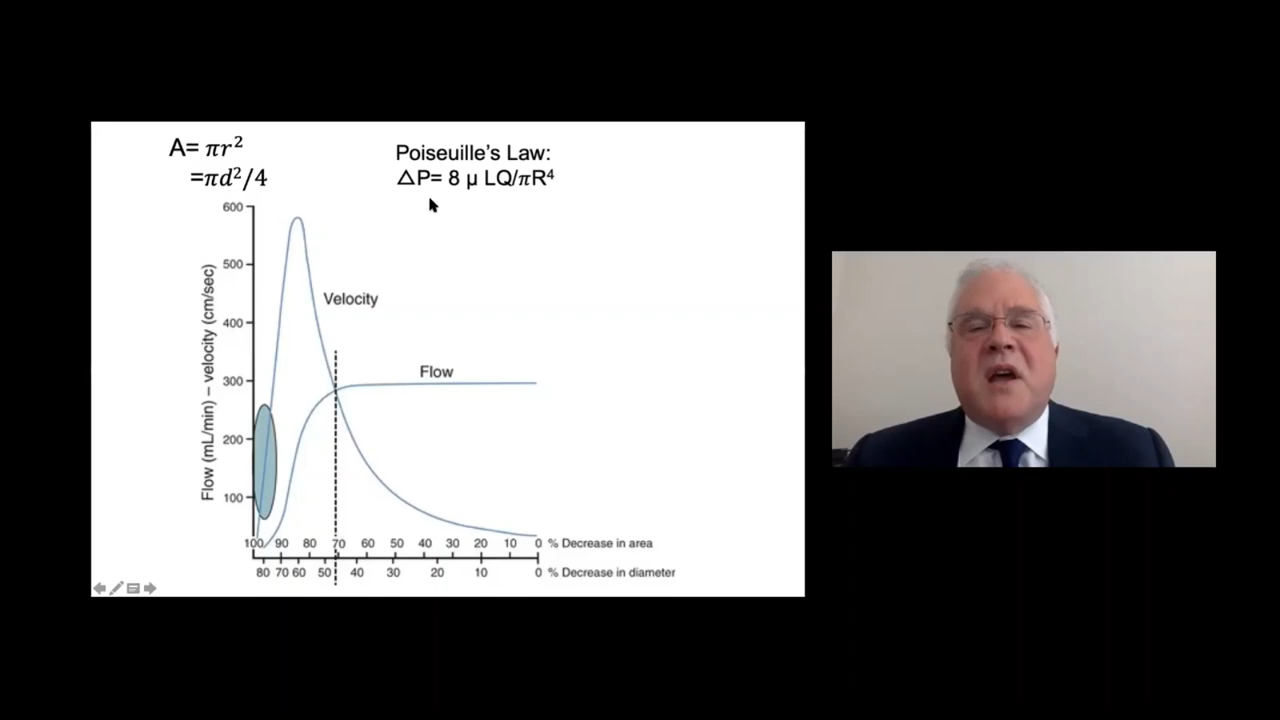 A= πr²
=πd²/4
Poiseuille's Law:
△P= 8 μ LQ/πR⁴
Flow (mL/min) – velocity (cm/sec)
600
500
400
300
200
100
Velocity
Flow
100 90 80 70 60 50 40 30 20 10 0 % Decrease in area
80 70 60 50 40 30 20 10 0 % Decrease in diameter